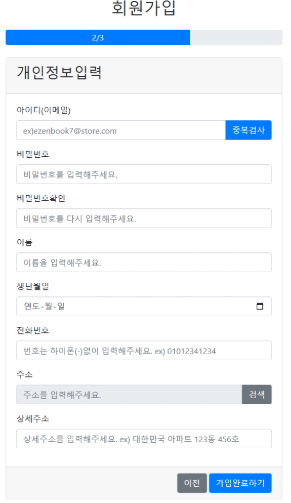 회원가입
2/3
개인정보입력
아이디(이메일)
ex)ezenbook7@store.com
중복검사
비밀번호
비밀번호를 입력해주세요.
비밀번호확인
비밀번호를 다시 입력해주세요.
이름
이름을 입력해주세요.
생년월일
연도-월-일
전화번호
번호는 하이폰(-)없이 입력해주세요. ex) 01012341234
주소
주소를 입력해주세요.
검색
상세주소
상세주소를 입력해주세요. ex) 대한민국 아파트 123동 456호
이전
가입완료하기